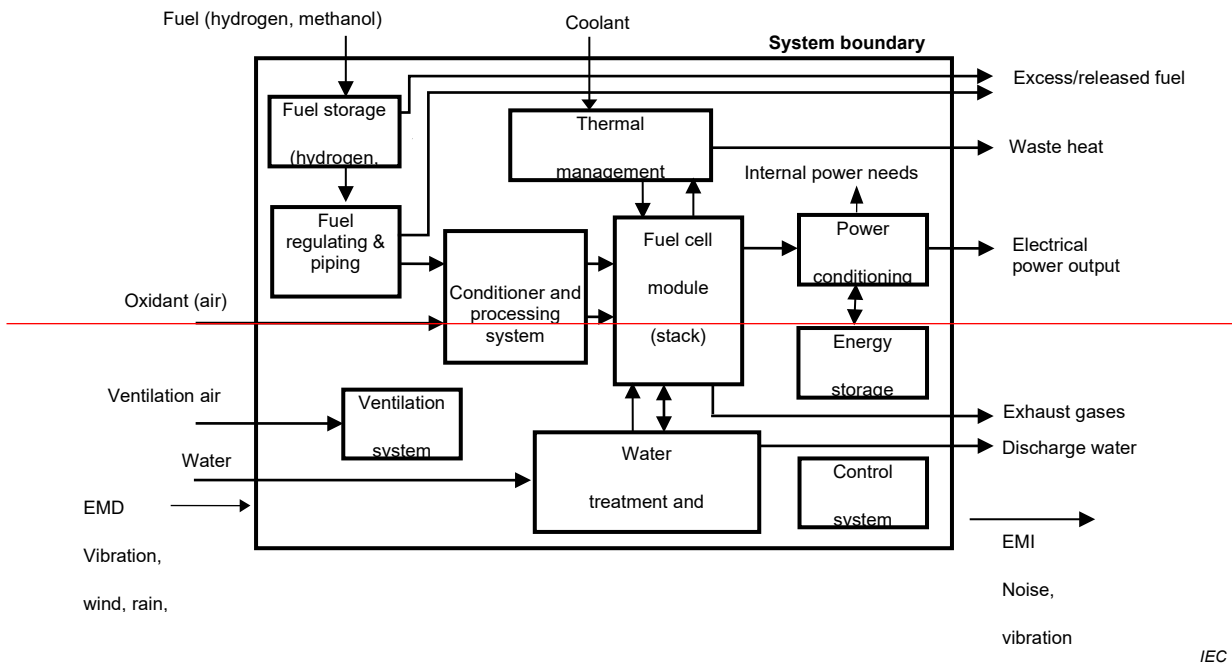 Fuel (hydrogen, methanol)
Coolant
System boundary
Fuel storage
(hydrogen,
Thermal
management
Excess/released fuel
Waste heat
Internal power needs
Fuel
regulating &
piping
Conditioner and
processing
system
Fuel cell
module
(stack)
Power
conditioning
Electrical
power output
Oxidant (air)
Energy
storage
Ventilation air
Ventilation
system
Exhaust gases
Discharge water
Water
Water
treatment and
Control
system
EMD
Vibration,
wind, rain,
EMI
Noise,
vibration
IEC